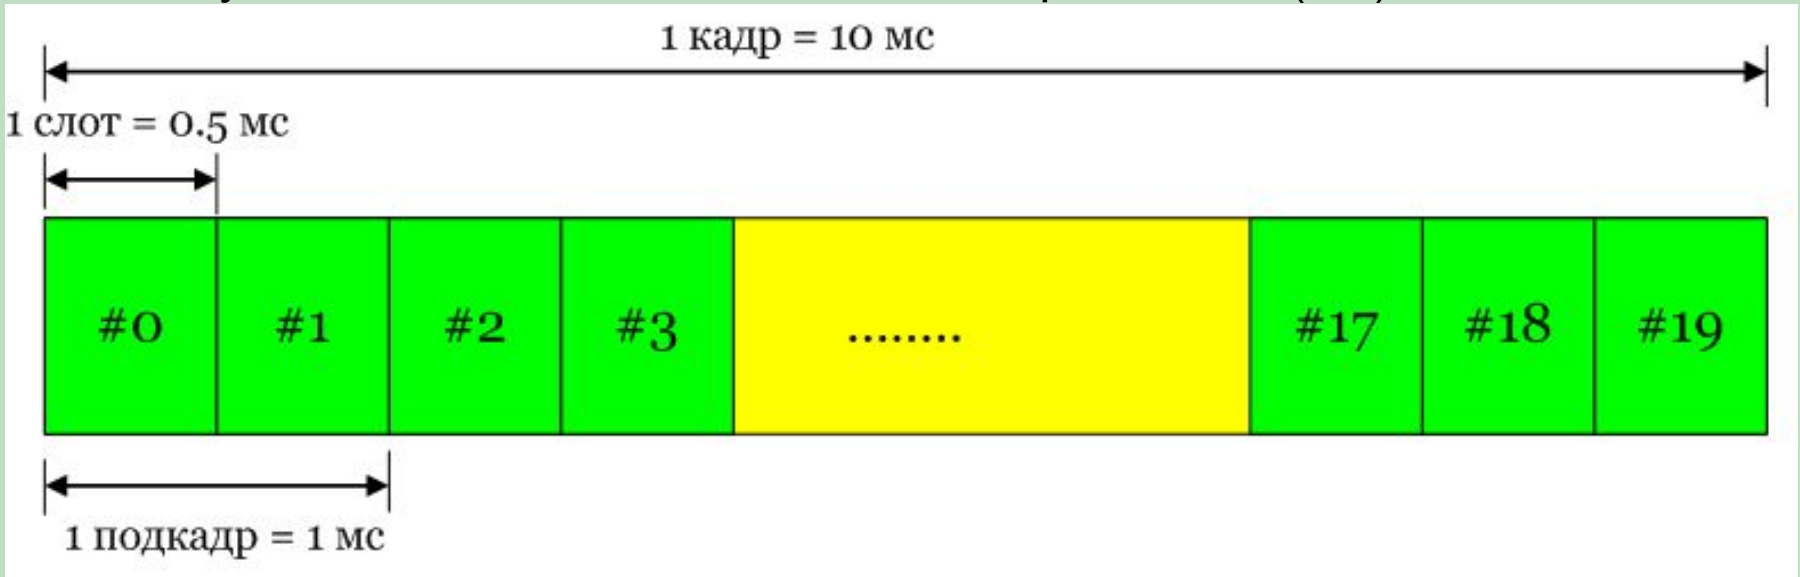 1 кадр = 10 мс
1 слот = 0.5 мс
#0 #1 #2 #3 ........ #17 #18 #19
1 подкадр = 1 мс